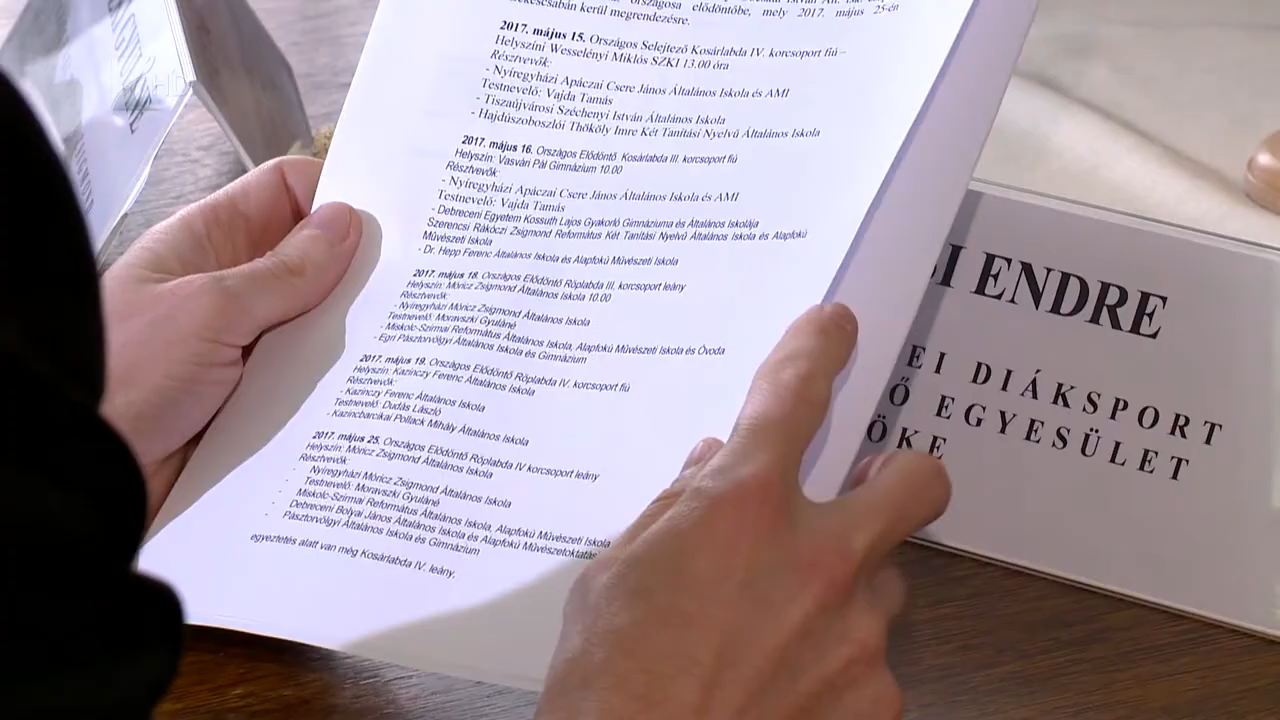 országos elődöntőbe, mely 2017. május 25-én
kerül megrendezésre.
2017. május 15. Országos Selejtező Kosárlabda IV. korcsoport fiú –
Helyszíni Wesselényi Miklós SZKI 13.00 óra
Résztvevők:
- Nyíregyházi Apáczai Csere János Általános Iskola és AMI
Testnevelő: Vajda Tamás
- Tiszaújvárosi Széchenyi István Általános Iskola
- Hajdúszoboszlói Thököly Imre Két Tanítási Nyelvű Általános Iskola
2017. május 16. Országos Elődöntő Kosárlabda III. korcsoport fiú
Helyszín: Vasvári Pál Gimnázium 10.00
Résztvevők:
- Nyíregyházi Apáczai Csere János Általános Iskola és AMI
Testnevelő: Vajda Tamás
- Debreceni Egyetem Kossuth Lajos Gyakorló Gimnáziuma és Általános Iskolája
Szerencsi Rákóczi Zsigmond Református Két Tanítási Nyelvű Általános Iskola és Alapfokú
Művészeti Iskola
- Dr. Hepp Ferenc Általános Iskola és Alapfokú Művészeti Iskola
2017. május 18. Országos Elődöntő Röplabda III. korcsoport leány
Helyszín: Móricz Zsigmond Általános Iskola 10.00
Résztvevők:
- Nyíregyházi Móricz Zsigmond Általános Iskola
Testnevelő: Moravszki Gyuláné
- Miskolc-Szirmai Református Általános Iskola, Alapfokú Művészeti Iskola és Óvoda
- Egri Pásztorvölgyi Általános Iskola és Gimnázium
2017. május 19. Országos Elődöntő Röplabda IV. korcsoport fiú
Helyszín: Kazinczy Ferenc Általános Iskola
Résztvevők:
- Kazinczy Ferenc Általános Iskola
Testnevelő: Dudás László
- Kazincbarcikai Pollack Mihály Általános Iskola
2017. május 25. Országos Elődöntő Röplabda IV korcsoport leány
Helyszín: Móricz Zsigmond Általános Iskola
Résztvevők:
- Nyíregyházi Móricz Zsigmond Általános Iskola
- Testnevelő: Moravszki Gyuláné
- Miskolc-Szirmai Református Általános Iskola, Alapfokú Művészeti Iskola
- Debreceni Bolyai János Általános Iskola és Alapfokú Művészetoktatás
- Pásztorvölgyi Általános Iskola és Gimnázium
egyeztetés alatt van még Kosárlabda IV. leány.
I ENDRE
EI DIÁKSPORT
Ő EGYESÜLET
ÖKE
HD